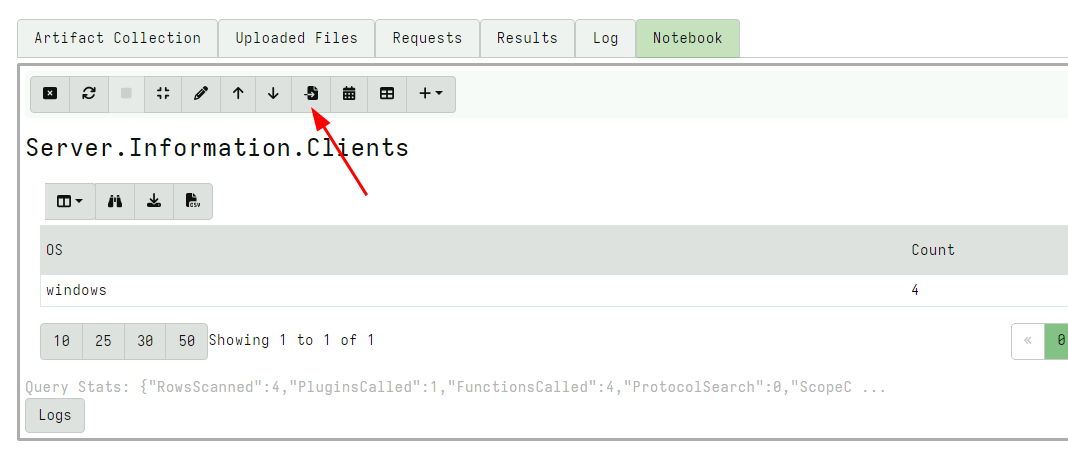 Artifact Collection Uploaded Files Requests Results Log Notebook
Server.Information.Clients
CSV
OS Count
windows 4
10 25 30 50 Showing 1 to 1 of 1 « 0
Query Stats: {"RowsScanned":4,"PluginsCalled":1,"FunctionsCalled":4,"ProtocolSearch":0,"ScopeC ...
Logs